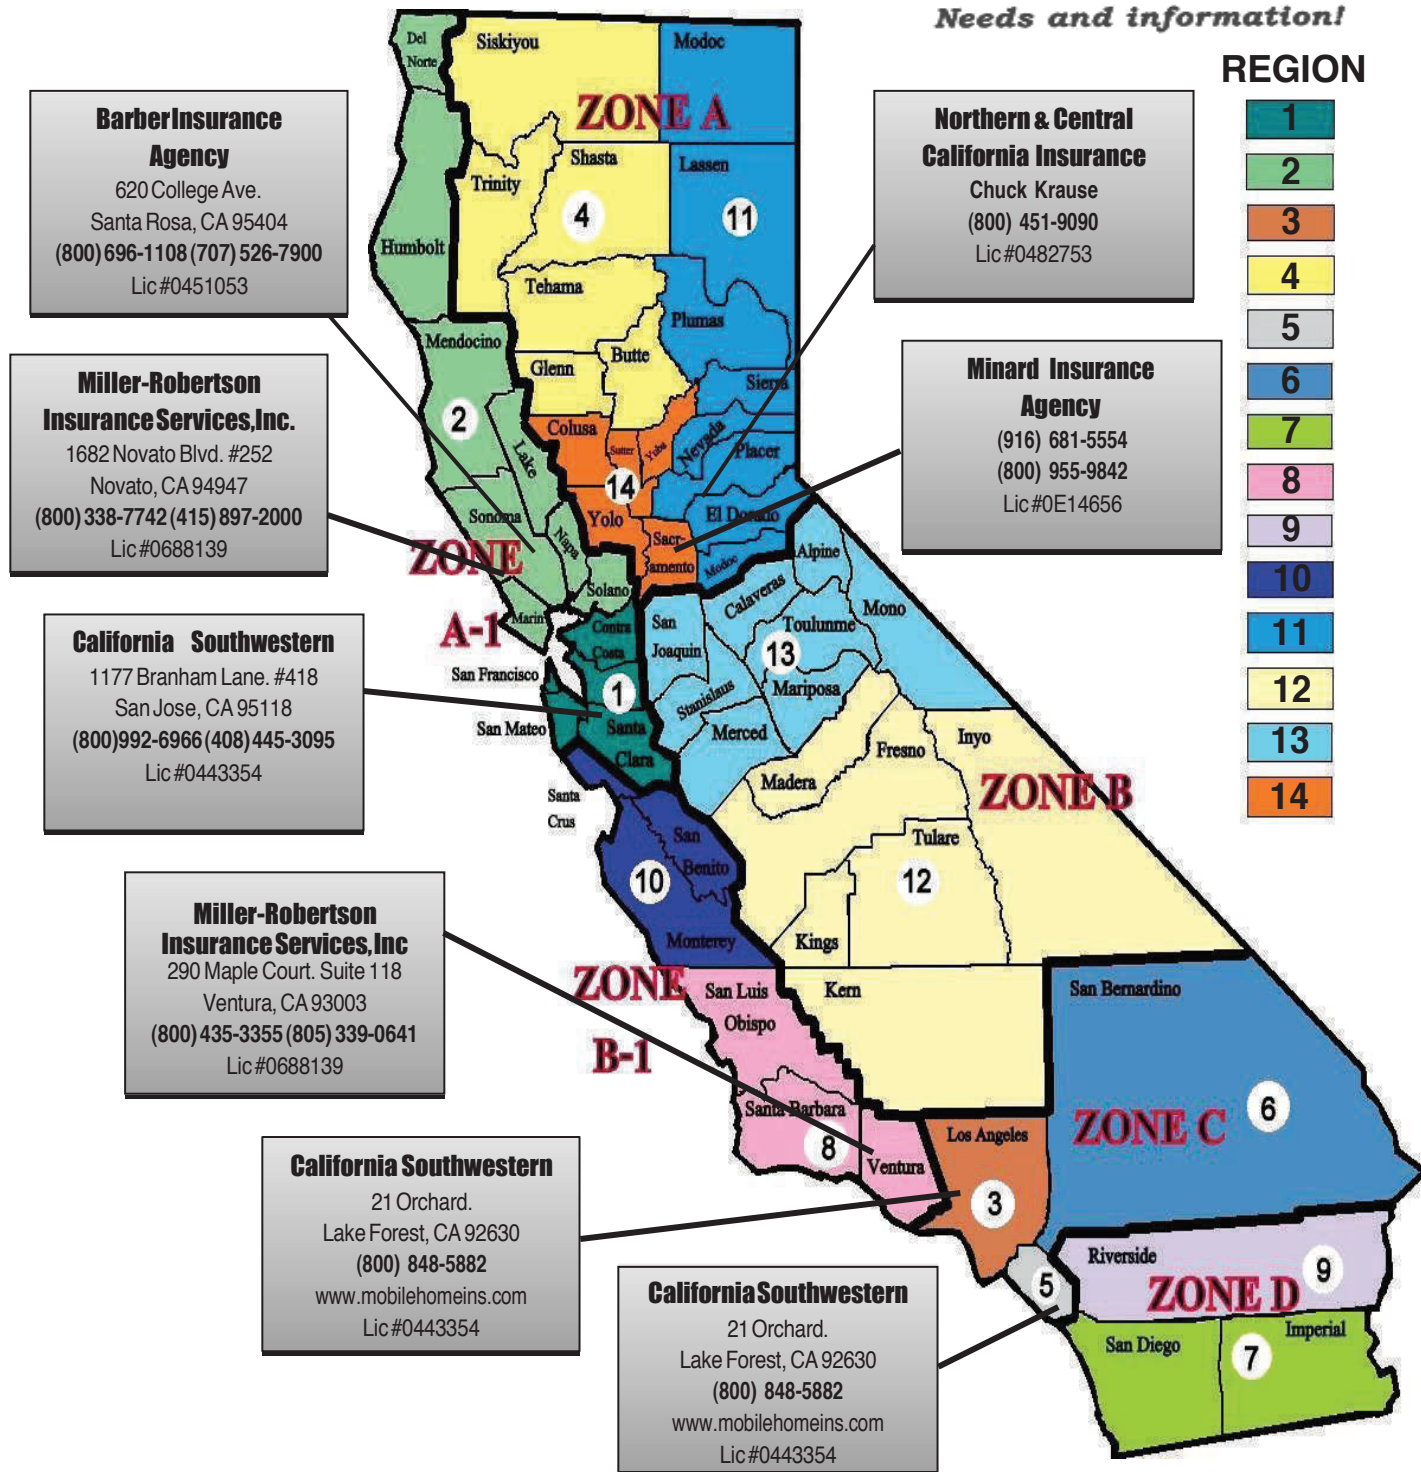 Needs and information!
REGION
1
2
3
4
5
6
7
8
9
10
11
12
13
14
Barber Insurance
Agency
620 College Ave.
Santa Rosa, CA 95404
(800) 696-1108 (707) 526-7900
Lic#0451053
Miller-Robertson
Insurance Services, Inc.
1682 Novato Blvd. #252
Novato, CA 94947
(800) 338-7742 (415) 897-2000
Lic#0688139
California Southwestern
1177 Branham Lane. #418
San Jose, CA 95118
(800)992-6966 (408)445-3095
Lic#0443354
Miller-Robertson
Insurance Services, Inc
290 Maple Court. Suite 118
Ventura, CA 93003
(800) 435-3355 (805) 339-0641
Lic#0688139
California Southwestern
21 Orchard.
Lake Forest, CA 92630
(800) 848-5882
www.mobilehomeins.com
Lic#0443354
California Southwestern
21 Orchard.
Lake Forest, CA 92630
(800) 848-5882
www.mobilehomeins.com
Lic#0443354
Northern & Central
California Insurance
Chuck Krause
(800) 451-9090
Lic#0482753
Minard Insurance
Agency
(916) 681-5554
(800) 955-9842
Lic#0E14656
Del
Norte
Siskiyou
Modoc
ZONE A
Shasta
Lassen
Trinity
4
11
Humbolt
Tehama
Plumas
Mendocino
Butte
Glenn
Sierra
2
Colusa
Sutter
Yuba
Nevada
Placer
Lake
14
Sonoma
Yolo
El Dorado
Napa
Sacr-
amento
Modoc
Alpine
ZONE
A-1
Solano
Marin
Calaveras
Mono
Contra
Costa
San
Joaquin
Toulunme
13
San Francisco
1
Stanislaus
Mariposa
San Mateo
Santa
Clara
Merced
Fresno
Inyo
Madera
ZONE B
Santa
Crus
San
Benito
Tulare
10
12
Monterey
Kings
ZONE
B-1
San Luis
Obispo
Kern
San Bernardino
Santa Barbara
8
Ventura
Los Angeles
3
ZONE C
6
5
Riverside
9
ZONE D
San Diego
Imperial
7